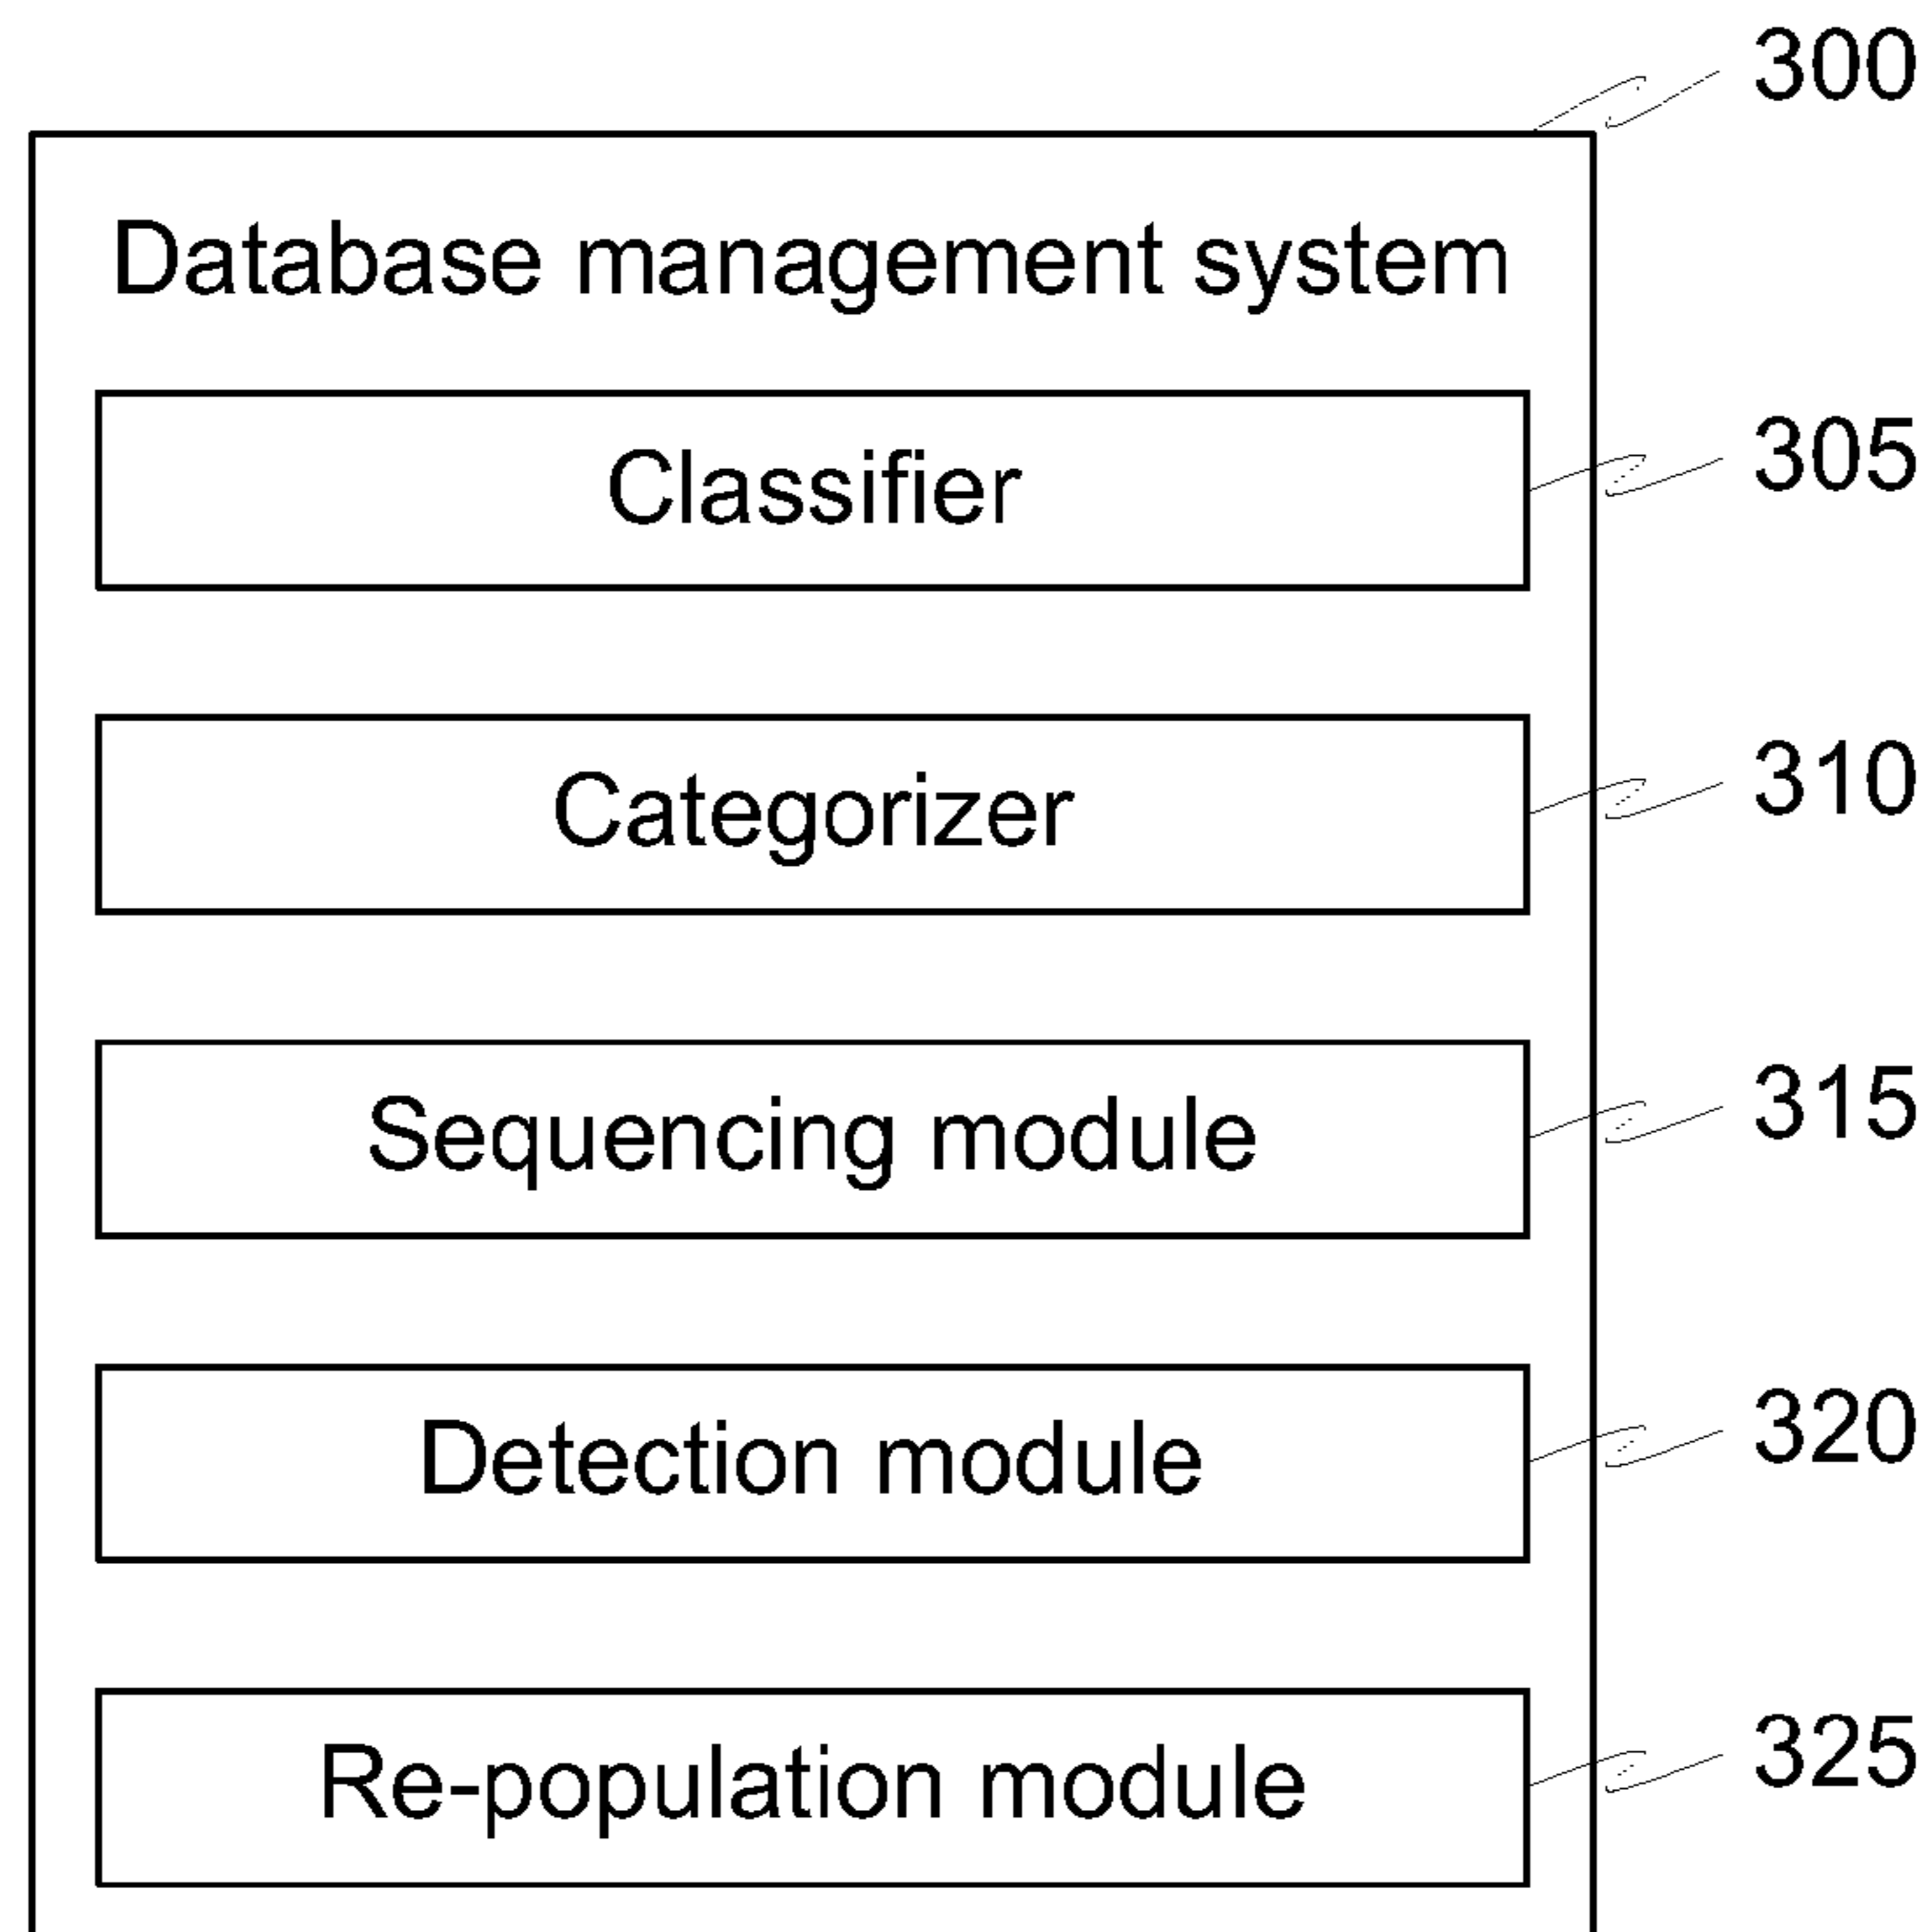 300
Database management system
Classifier 305
Categorizer 310
Sequencing module 315
Detection module 320
Re-population module 325